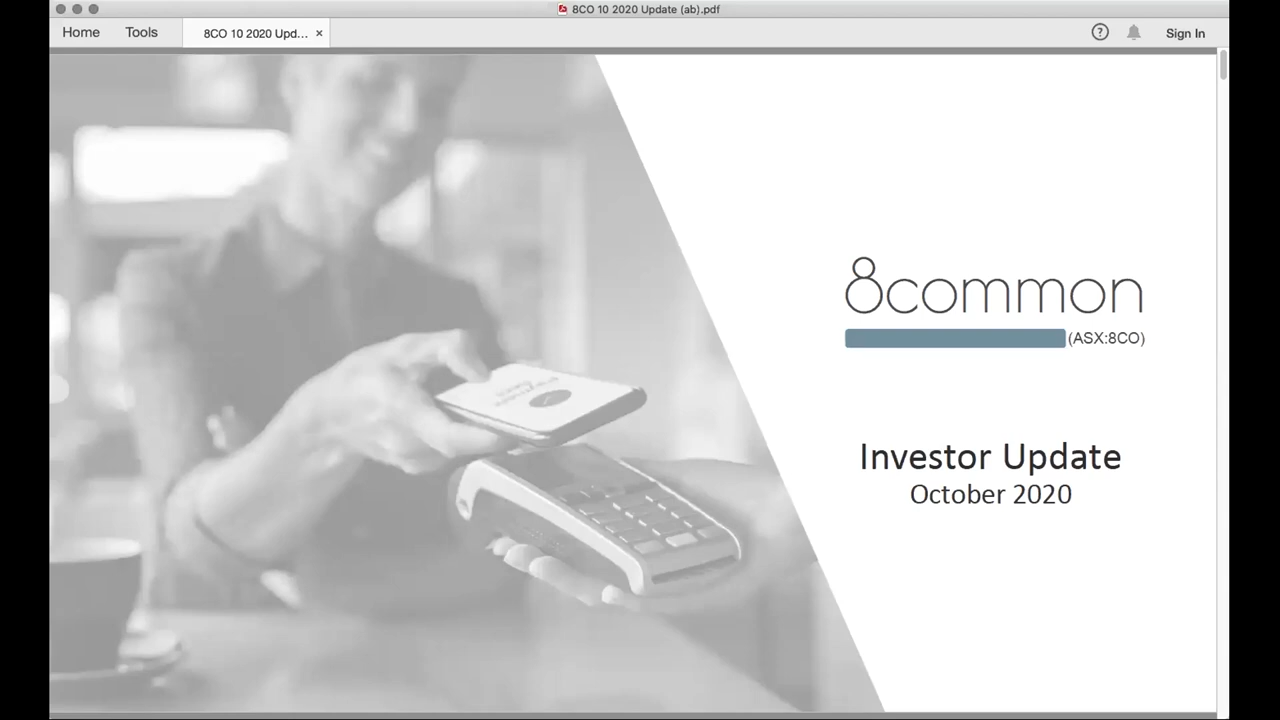 8CO 10 2020 Update (ab).pdf
Home
Tools
8CO 10 2020 Upd... ×
?
Sign In
8common
(ASX:8CO)
Investor Update
October 2020